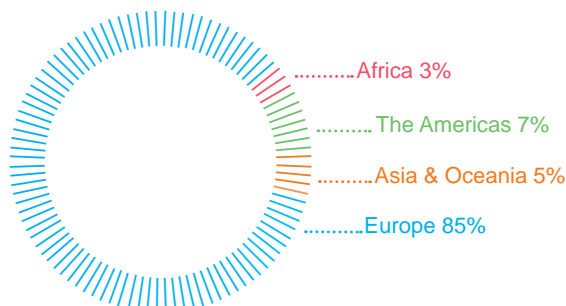 Africa 3%
The Americas 7%
Asia & Oceania 5%
Europe 85%